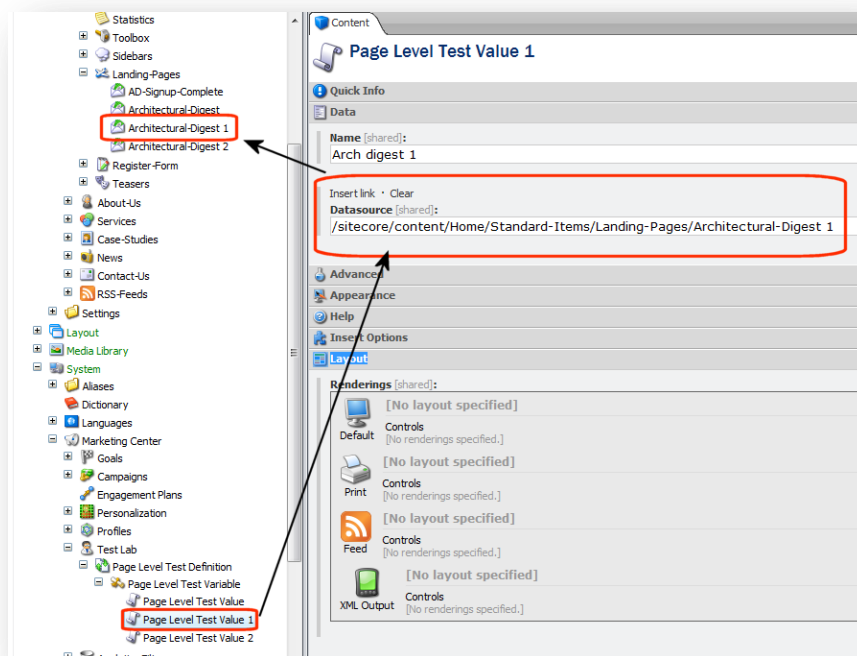 Statistics
Toolbox
Sidebars
Landing-Pages
AD-Signup-Complete
Architectural-Digest
Architectural-Digest 1
Architectural-Digest 2
Register-Form
Teasers
About-Us
Services
Case-Studies
News
Contact-Us
RSS-Feeds
Settings
Layout
Media Library
System
Aliases
Dictionary
Languages
Marketing Center
Goals
Campaigns
Engagement Plans
Personalization
Profiles
Test Lab
Page Level Test Definition
Page Level Test Variable
Page Level Test Value
Page Level Test Value 1
Page Level Test Value 2
Content
Page Level Test Value 1
Quick Info
Data
Name [shared]:
Arch digest 1
Insert link · Clear
Datasource [shared]:
/sitecore/content/Home/Standard-Items/Landing-Pages/Architectural-Digest 1
Advanced
Appearance
Help
Insert Options
Layout
Renderings [shared]:
[No layout specified]
Default
Controls
[No renderings specified.]
[No layout specified]
Print
Controls
[No renderings specified.]
[No layout specified]
Feed
Controls
[No renderings specified.]
[No layout specified]
XML Output
Controls
[No renderings specified.]